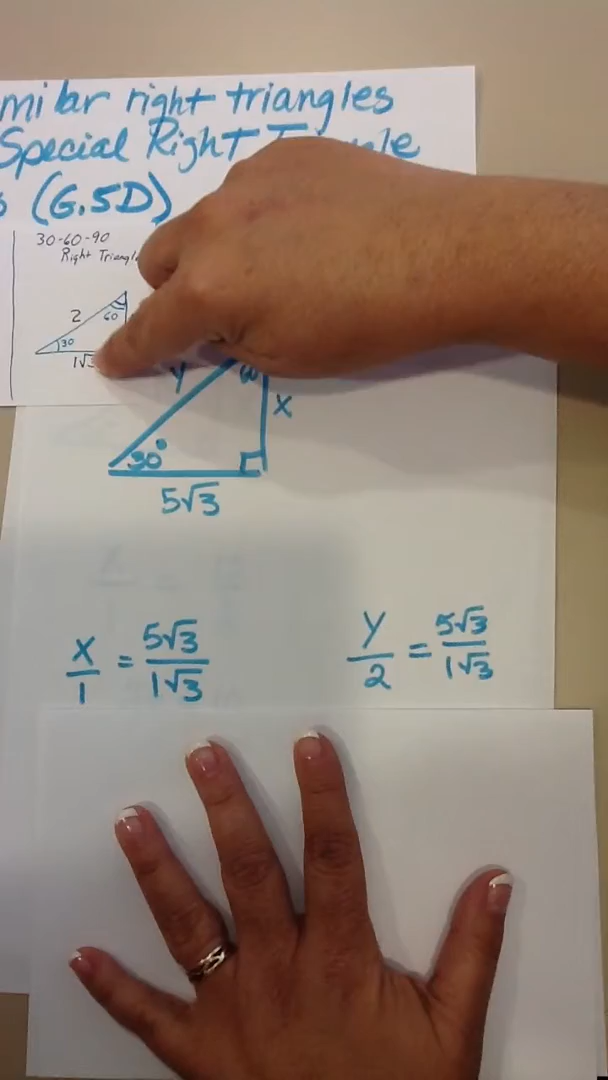 milar right triangles
Special Right
(G.5D)
30-60-90
Right Triangle
2
60
30
1√3
y
60
x
30°
5√3
x/1 = 5√3/1√3
y/2 = 5√3/1√3